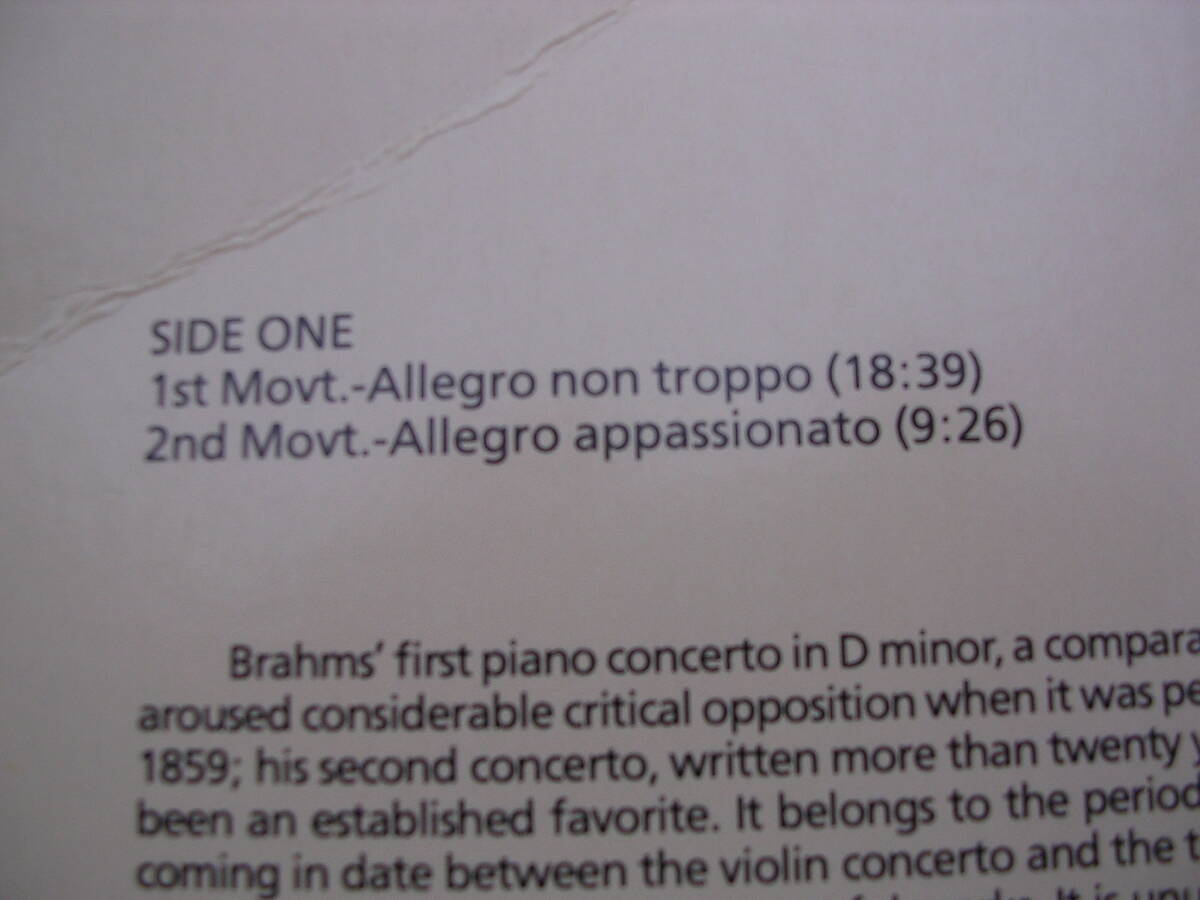 SIDE ONE
1st Movt.-Allegro non troppo (18:39)
2nd Movt.-Allegro appassionato (9:26)
Brahms' first piano concerto in D minor, a compara
aroused considerable critical opposition when it was pe
1859; his second concerto, written more than twenty y
been an established favorite. It belongs to the period
coming in date between the violin concerto and the t